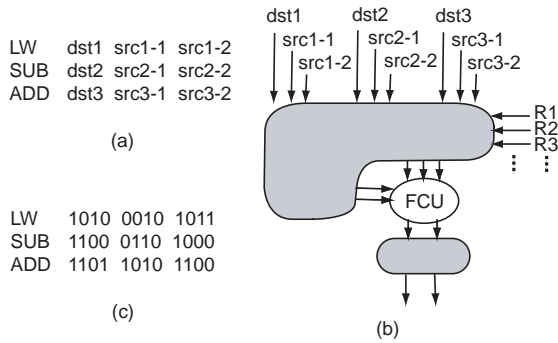 LW dst1 src1-1 src1-2
SUB dst2 src2-1 src2-2
ADD dst3 src3-1 src3-2
(a)
dst1 dst2 dst3
src1-1 src2-1 src3-1
src1-2 src2-2 src3-2
R1
R2
R3
FCU
(b)
LW 1010 0010 1011
SUB 1100 0110 1000
ADD 1101 1010 1100
(c)